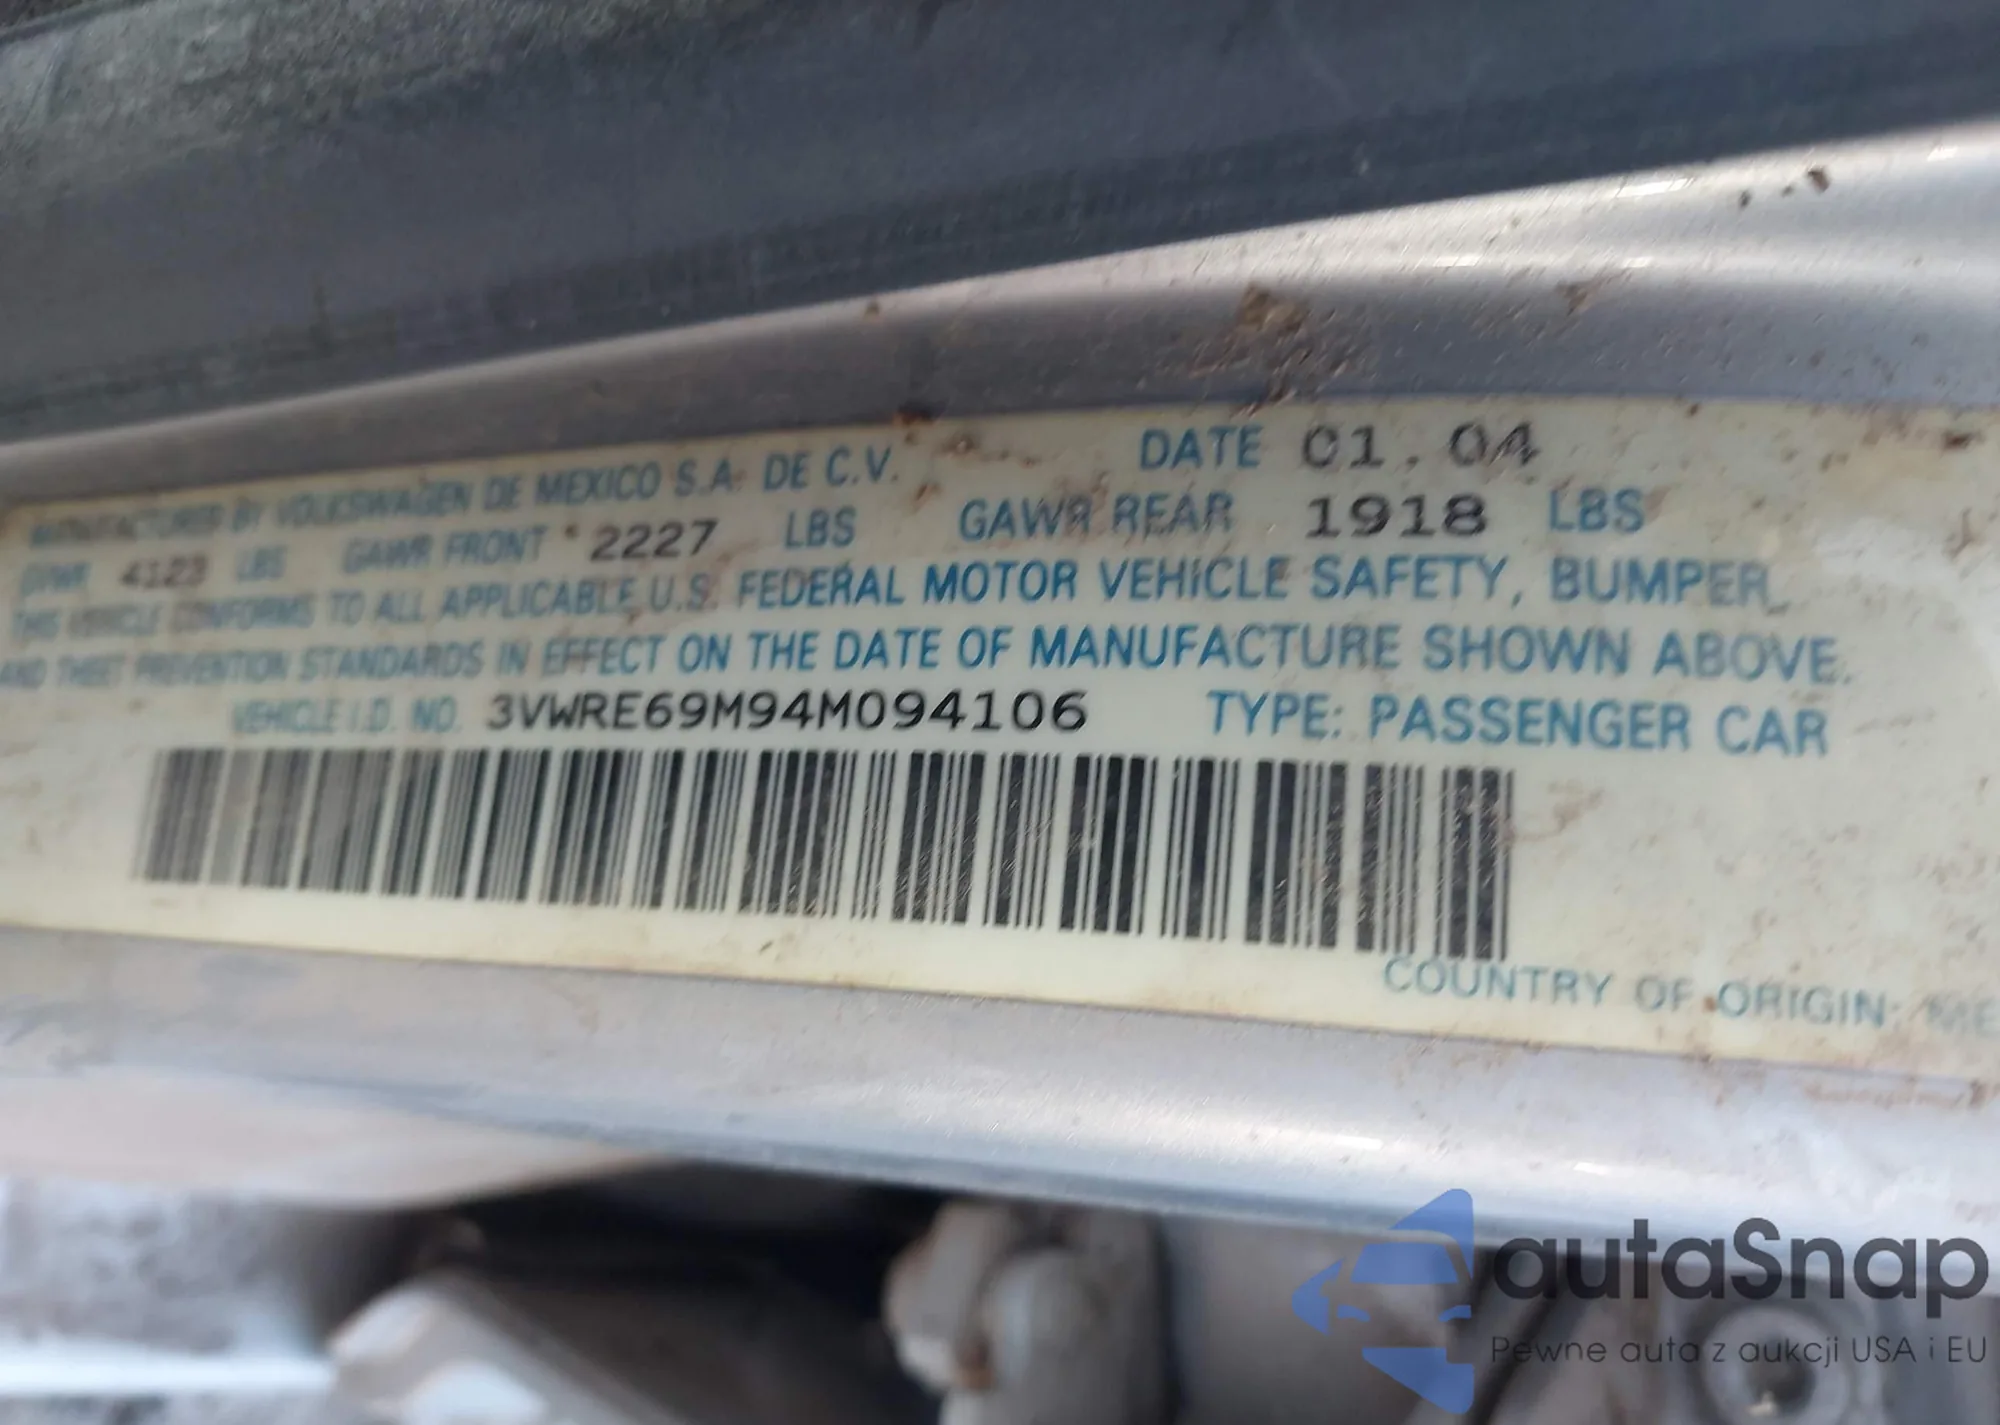 MANUFACTURED BY VOLKSWAGEN DE MEXICO S.A. DE C.V. DATE 01.04
GVWR 4123 LBS GAWR FRONT 2227 LBS GAWR REAR 1918 LBS
THIS VEHICLE CONFORMS TO ALL APPLICABLE U.S. FEDERAL MOTOR VEHICLE SAFETY, BUMPER,
AND THEFT PREVENTION STANDARDS IN EFFECT ON THE DATE OF MANUFACTURE SHOWN ABOVE.
VEHICLE I.D. NO. 3VWRE69M94M094106 TYPE: PASSENGER CAR
COUNTRY OF ORIGIN: ME
autaSnap
Pewne auta z aukcji USA i EU